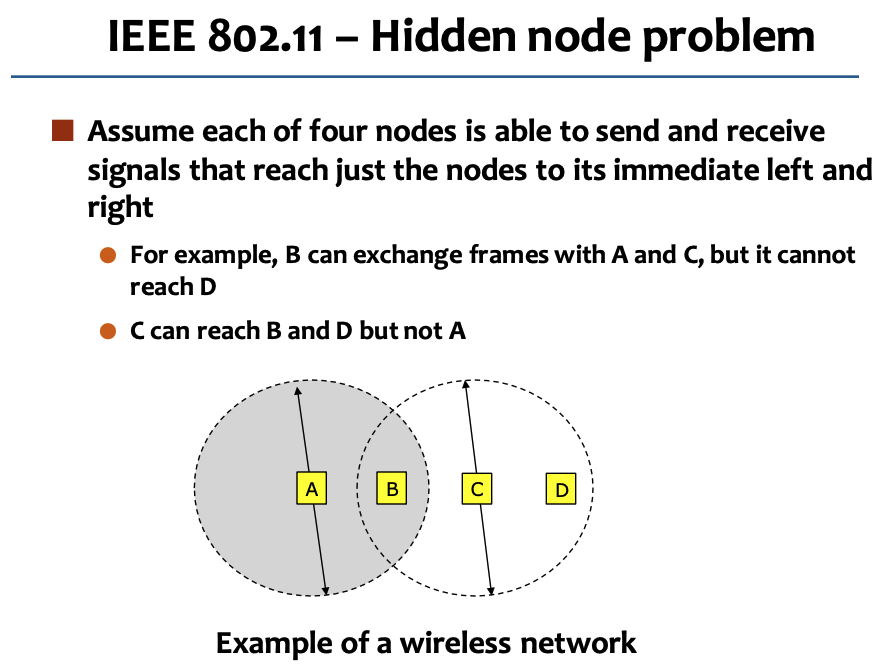 IEEE 802.11 – Hidden node problem
Assume each of four nodes is able to send and receive
signals that reach just the nodes to its immediate left and
right
For example, B can exchange frames with A and C, but it cannot
reach D
C can reach B and D but not A
A B C D
Example of a wireless network